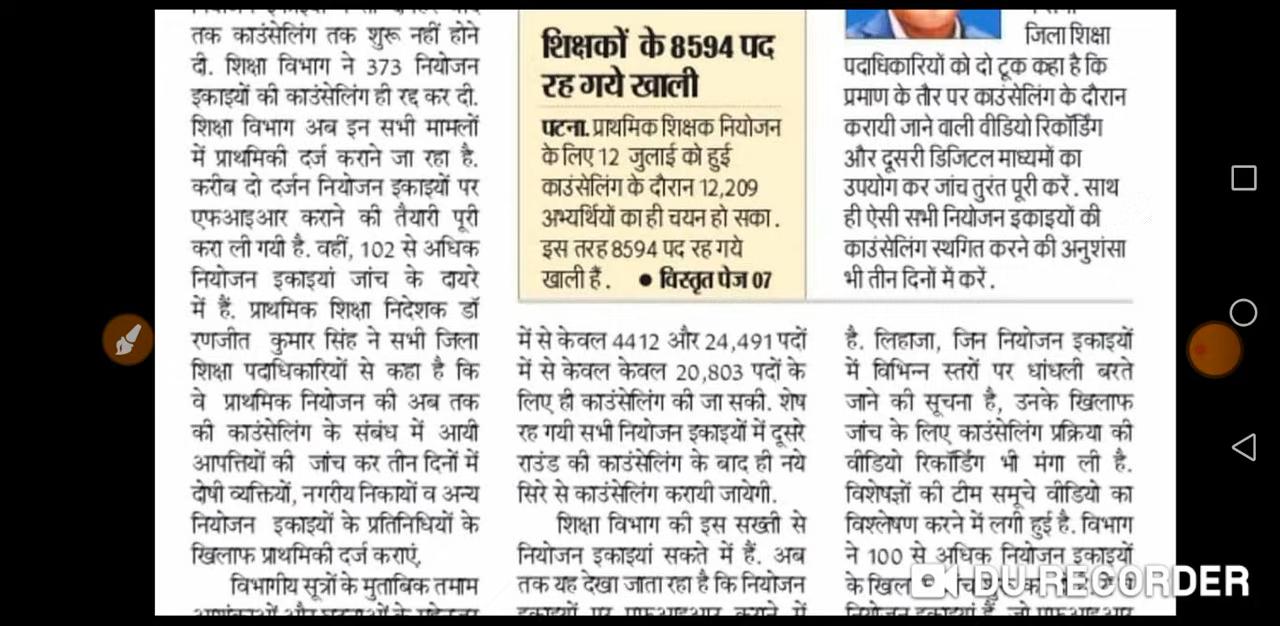 तक काउंसेलिंग तक शुरू नहीं होने
दी. शिक्षा विभाग ने 373 नियोजन
इकाइयों की काउंसेलिंग ही रद्द कर दी.
शिक्षा विभाग अब इन सभी मामलों
में प्राथमिकी दर्ज कराने जा रहा है.
करीब दो दर्जन नियोजन इकाइयों पर
एफआइआर कराने की तैयारी पूरी
करा ली गयी है. वहीं, 102 से अधिक
नियोजन इकाइयां जांच के दायरे
में हैं. प्राथमिक शिक्षा निदेशक डॉ
रणजीत कुमार सिंह ने सभी जिला
शिक्षा पदाधिकारियों से कहा है कि
वे प्राथमिक नियोजन की अब तक
की काउंसेलिंग के संबंध में आयी
आपत्तियों की जांच कर तीन दिनों में
दोषी व्यक्तियों, नगरीय निकायों व अन्य
नियोजन इकाइयों के प्रतिनिधियों के
खिलाफ प्राथमिकी दर्ज कराएं.
विभागीय सूत्रों के मुताबिक तमाम
शिक्षकों के 8594 पद
रह गये खाली
पटना. प्राथमिक शिक्षक नियोजन
के लिए 12 जुलाई को हुई
काउंसेलिंग के दौरान 12,209
अभ्यर्थियों का ही चयन हो सका.
इस तरह 8594 पद रह गये
खाली हैं. ● विस्तृत पेज 07
में से केवल 4412 और 24,491 पदों
में से केवल केवल 20,803 पदों के
लिए ही काउंसेलिंग की जा सकी. शेष
रह गयी सभी नियोजन इकाइयों में दूसरे
राउंड की काउंसेलिंग के बाद ही नये
सिरे से काउंसेलिंग करायी जायेगी.
शिक्षा विभाग की इस सख्ती से
नियोजन इकाइयां सकते में हैं. अब
तक यह देखा जाता रहा है कि नियोजन
इकाइयों पर एफआइआर कराने में
जिला शिक्षा
पदाधिकारियों को दो टूक कहा है कि
प्रमाण के तौर पर काउंसेलिंग के दौरान
करायी जाने वाली वीडियो रिकॉर्डिंग
और दूसरी डिजिटल माध्यमों का
उपयोग कर जांच तुरंत पूरी करें. साथ
ही ऐसी सभी नियोजन इकाइयों की
काउंसेलिंग स्थगित करने की अनुशंसा
भी तीन दिनों में करें.
है. लिहाजा, जिन नियोजन इकाइयों
में विभिन्न स्तरों पर धांधली बरते
जाने की सूचना है, उनके खिलाफ
जांच के लिए काउंसेलिंग प्रक्रिया की
वीडियो रिकॉर्डिंग भी मंगा ली है.
विशेषज्ञों की टीम समूचे वीडियो का
विश्लेषण करने में लगी हुई है. विभाग
ने 100 से अधिक नियोजन इकाइयों
के खिला
DU RECORDER